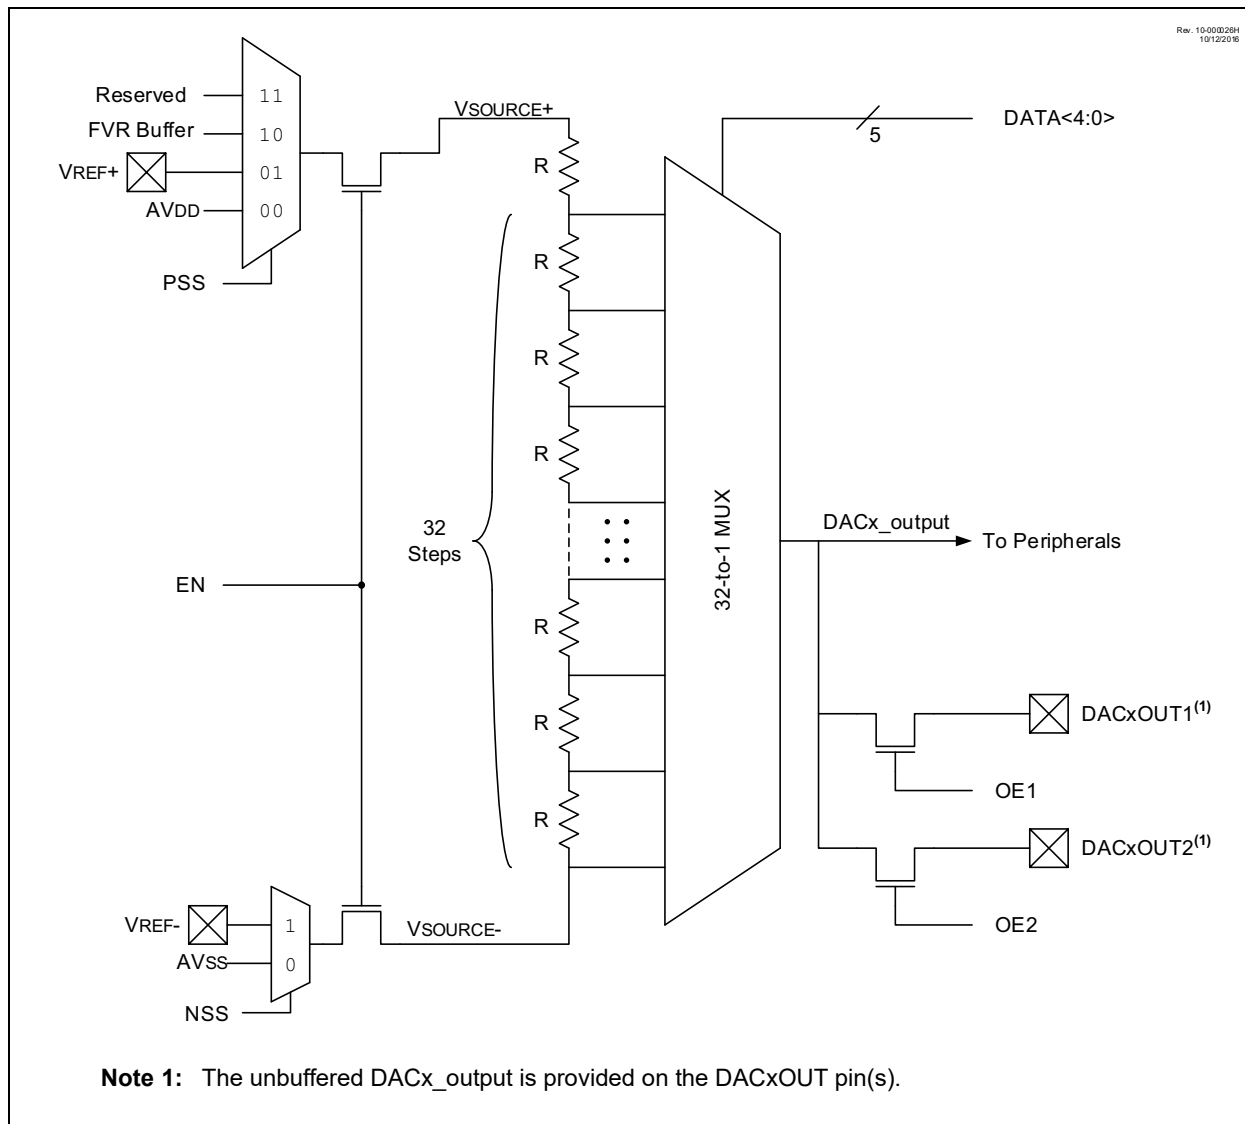 Rev. 10-000026H
10/12/2016
Reserved
11
FVR Buffer
10
VREF+
01
AVDD
00
PSS
VSOURCE+
R
R
R
R
R
R
R
32
Steps
EN
VREF-
1
AVSS
0
NSS
VSOURCE-
32-to-1 MUX
5
DATA<4:0>
DACx_output
To Peripherals
DACxOUT1(1)
OE1
DACxOUT2(1)
OE2
Note 1: The unbuffered DACx_output is provided on the DACxOUT pin(s).